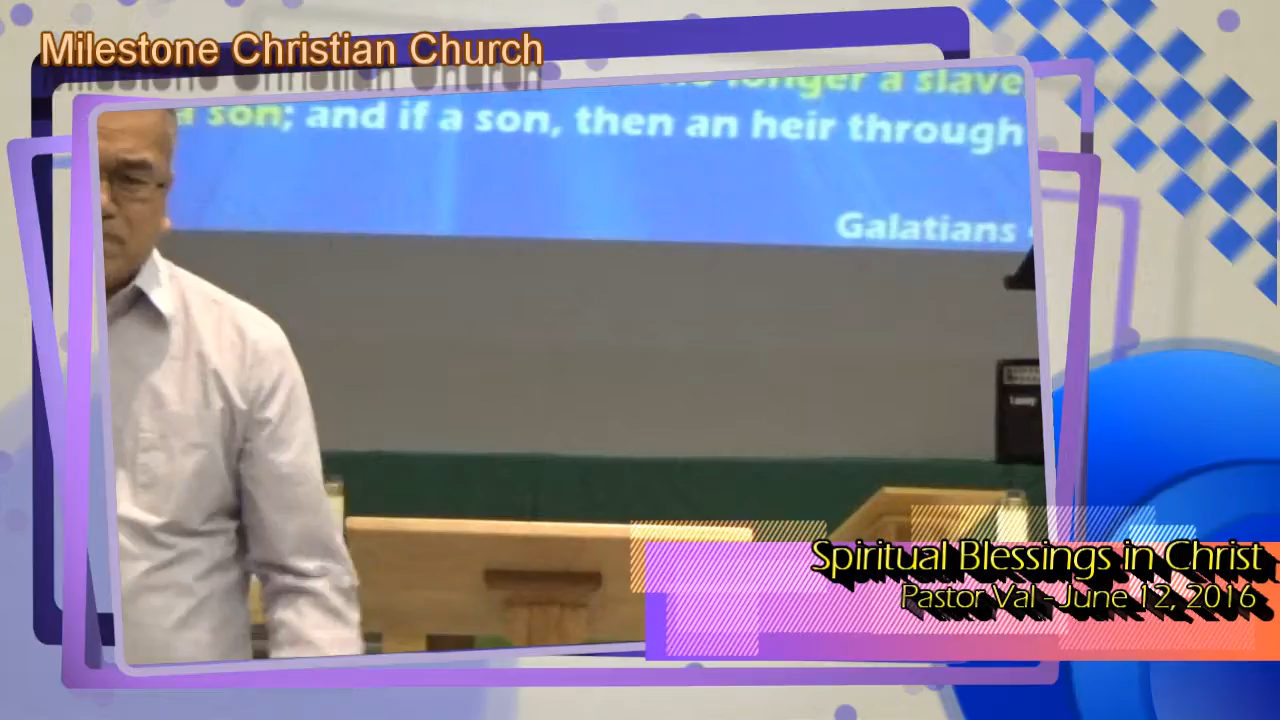 Milestone Christian Church
longer a slave
a son; and if a son, then an heir through
Galatians
Spiritual Blessings in Christ
Pastor Val - June 12, 2016